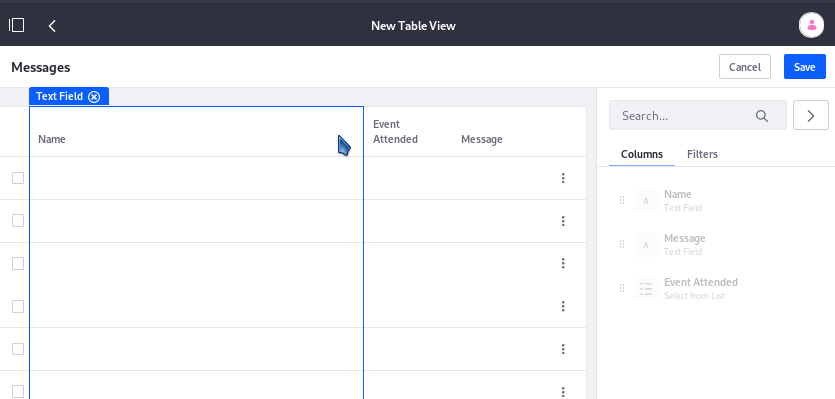 New Table View
Messages
Cancel
Save
Text Field
Name
Event
Attended
Message
Search...
Columns
Filters
A
Name
Text Field
A
Message
Text Field
Event Attended
Select from List